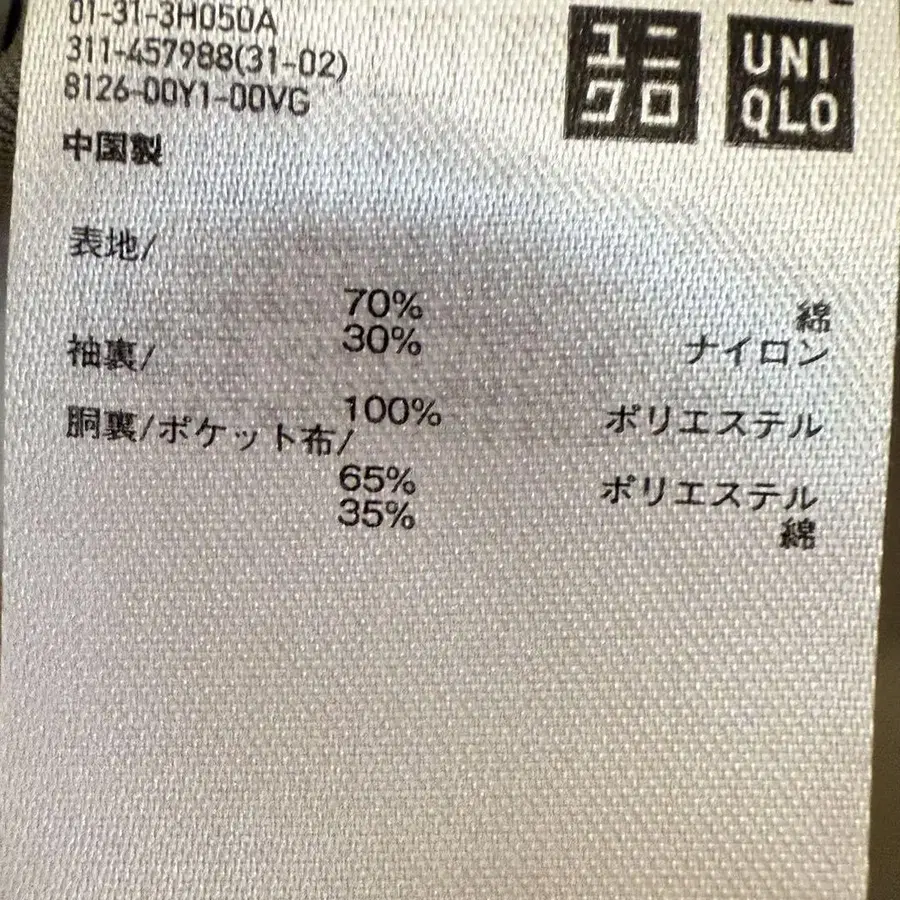 01-31-3H050A
311-457988(31-02)
8126-00Y1-00VG
ユニ
クロ
UNI
QLO
中国製
表地/
70% 綿
30% ナイロン
袖裏/
100% ポリエステル
胴裏/ポケット布/
65% ポリエステル
35% 綿